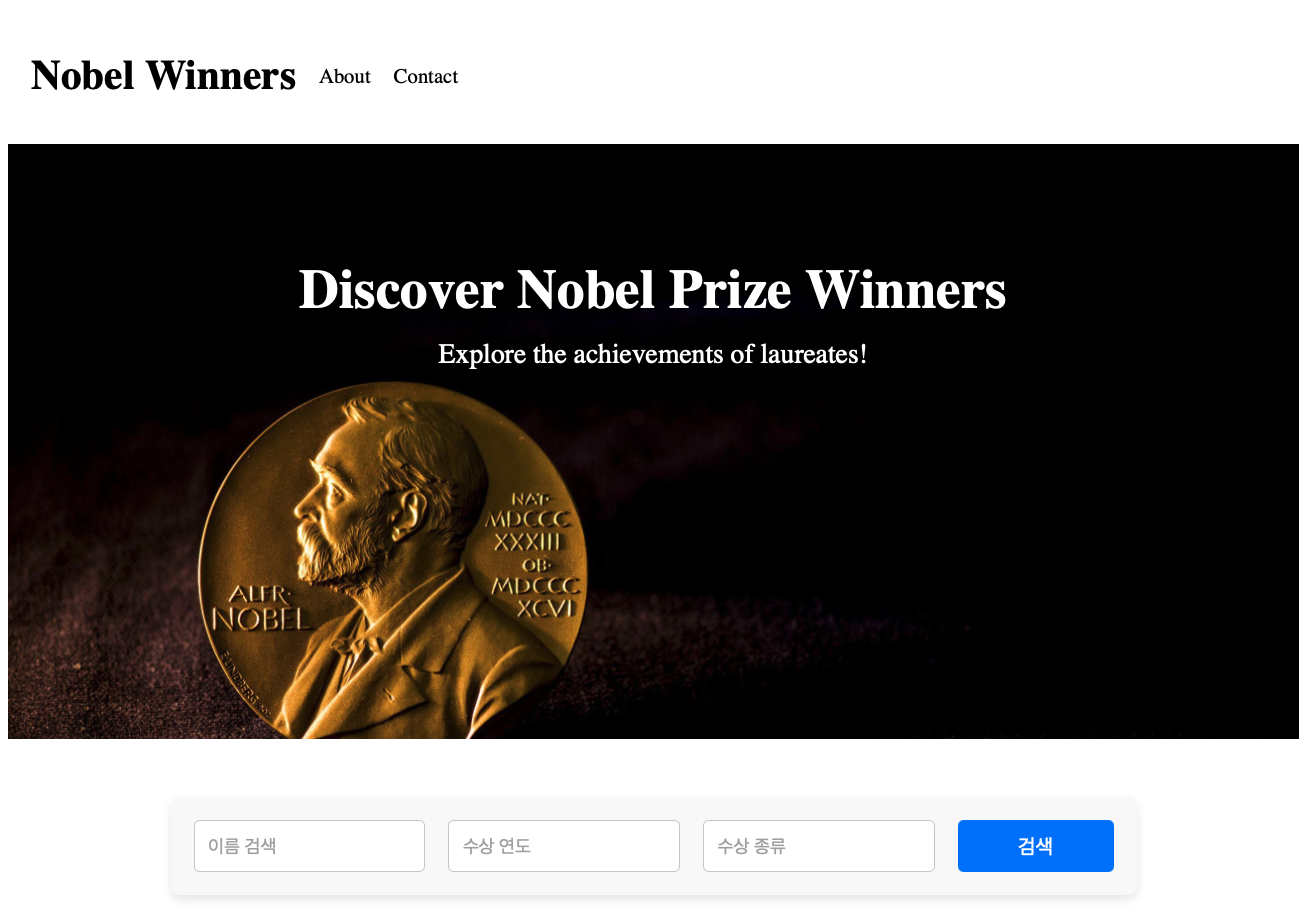 Nobel Winners About Contact
Discover Nobel Prize Winners
Explore the achievements of laureates!
NAT·
MDCCC
XXXIII
OB·
MDCCC
XCVI
ALFR·
NOBEL
이름 검색 수상 연도 수상 종류 검색